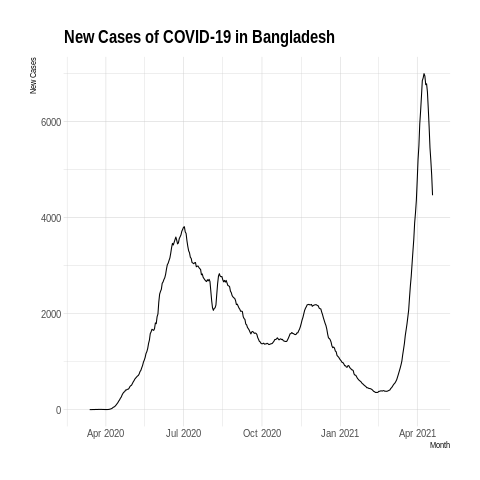 New Cases of COVID-19 in Bangladesh
New Cases
6000
4000
2000
0
Apr 2020 Jul 2020 Oct 2020 Jan 2021 Apr 2021
Month